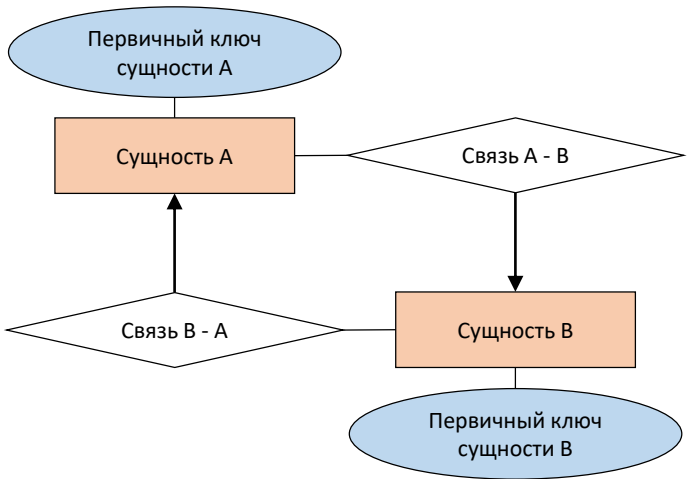 Первичный ключ
сущности A
Сущность A
Связь A - B
Связь B - A
Сущность B
Первичный ключ
сущности B